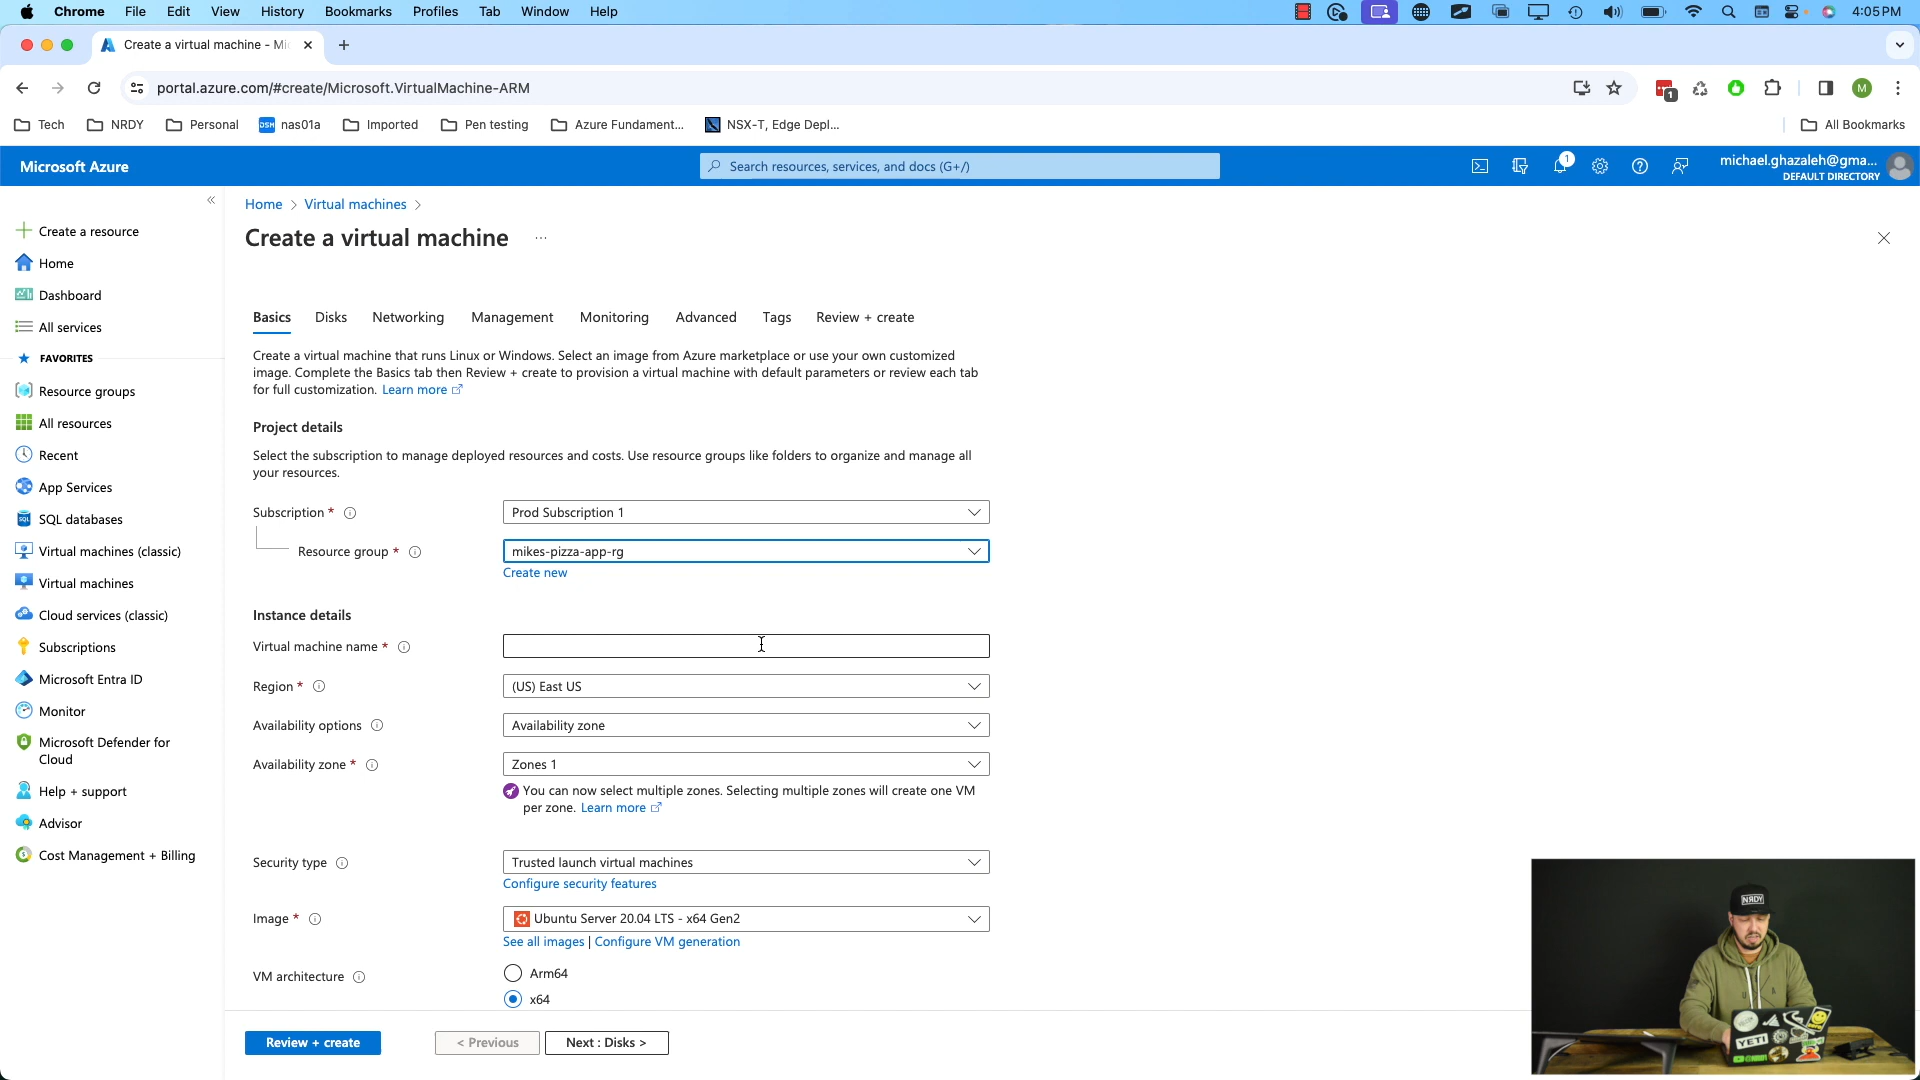 Chrome File Edit View History Bookmarks Profiles Tab Window Help 4:05 PM
Create a virtual machine - Mi
portal.azure.com/#create/Microsoft.VirtualMachine-ARM 1 M
Tech NRDY Personal DSM nas01a Imported Pen testing Azure Fundament... NSX-T, Edge Depl... All Bookmarks
Microsoft Azure
Search resources, services, and docs (G+/)
1
michael.ghazaleh@gma...
DEFAULT DIRECTORY
Create a resource
Home
Dashboard
All services
FAVORITES
Resource groups
All resources
Recent
App Services
SQL databases
Virtual machines (classic)
Virtual machines
Cloud services (classic)
Subscriptions
Microsoft Entra ID
Monitor
Microsoft Defender for
Cloud
Help + support
Advisor
Cost Management + Billing
Home > Virtual machines >
Create a virtual machine ...
Basics Disks Networking Management Monitoring Advanced Tags Review + create
Create a virtual machine that runs Linux or Windows. Select an image from Azure marketplace or use your own customized
image. Complete the Basics tab then Review + create to provision a virtual machine with default parameters or review each tab
for full customization. Learn more
Project details
Select the subscription to manage deployed resources and costs. Use resource groups like folders to organize and manage all
your resources.
Subscription * Prod Subscription 1
Resource group * mikes-pizza-app-rg
Create new
Instance details
Virtual machine name *
Region * (US) East US
Availability options Availability zone
Availability zone * Zones 1
You can now select multiple zones. Selecting multiple zones will create one VM
per zone. Learn more
Security type Trusted launch virtual machines
Configure security features
Image * Ubuntu Server 20.04 LTS - x64 Gen2
See all images | Configure VM generation
VM architecture Arm64
x64
Review + create < Previous Next : Disks >
NRDY
YETI